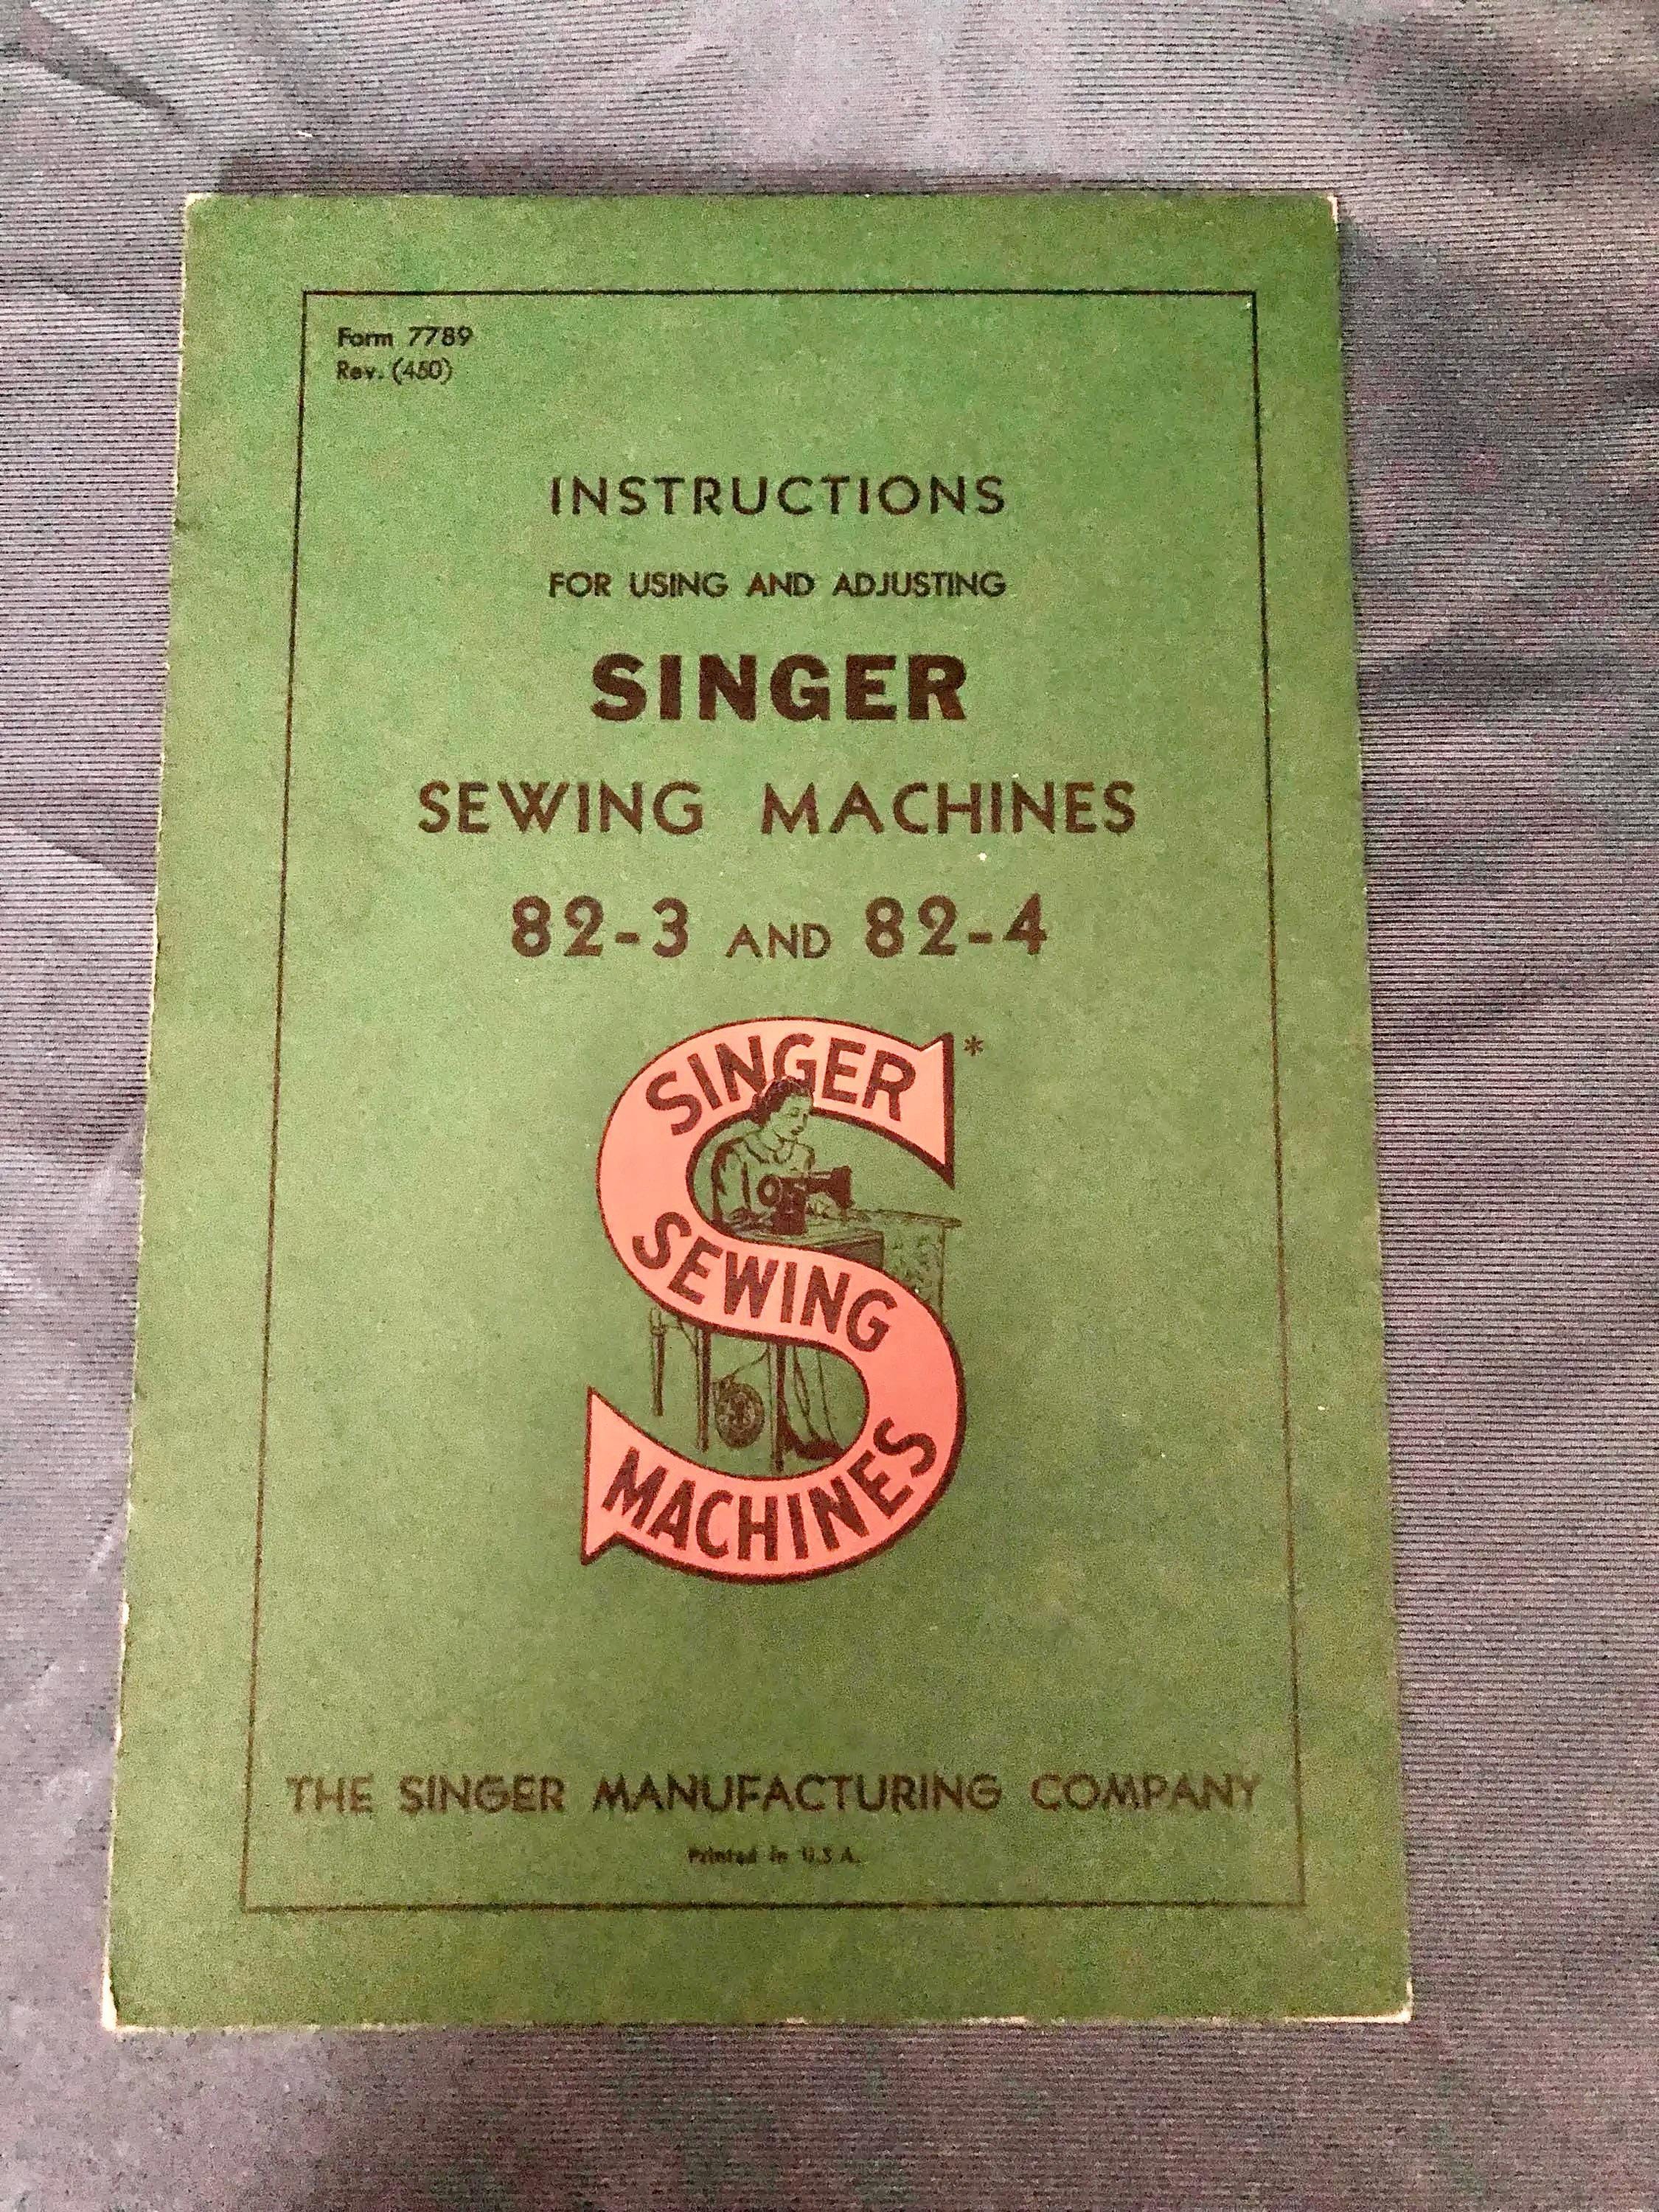 Form 7789
Rev. (450)
INSTRUCTIONS
FOR USING AND ADJUSTING
SINGER
SEWING MACHINES
82-3 AND 82-4
SINGER *
SEWING
MACHINES
THE SINGER MANUFACTURING COMPANY
Printed in U.S.A.